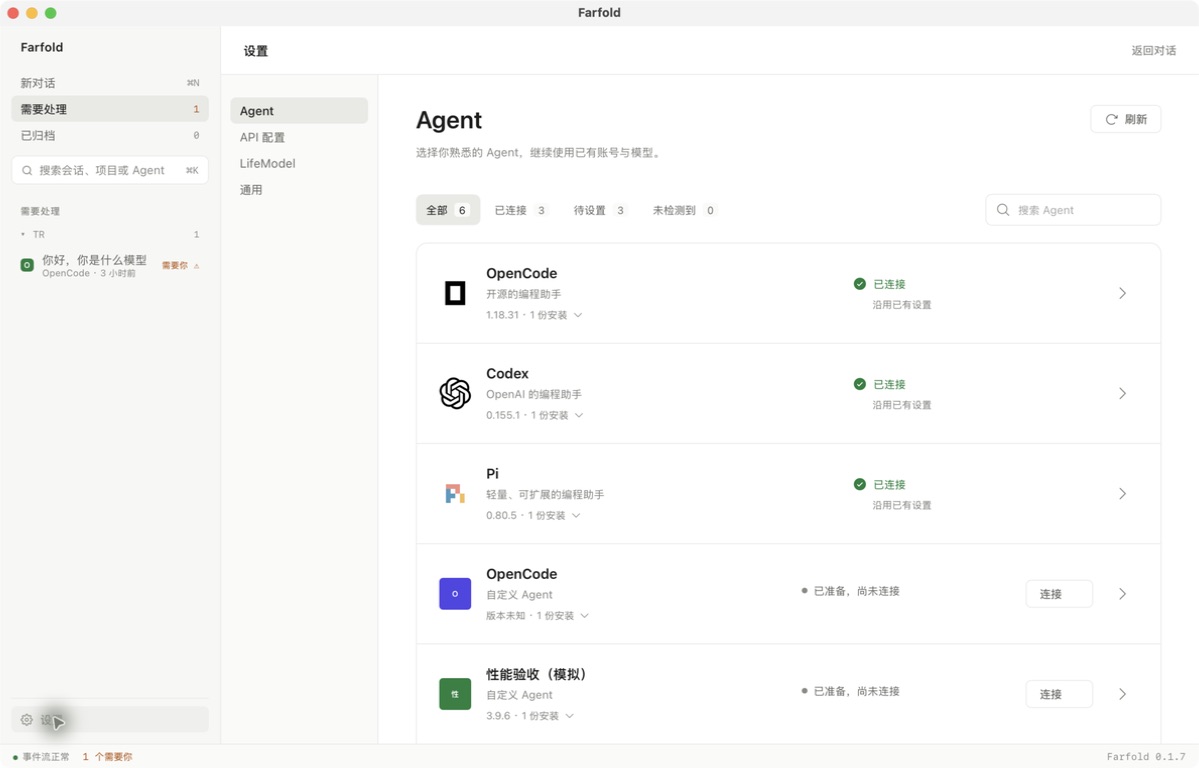 Farfold
Farfold
新对话 ⌘N
需要处理 1
已归档 0
搜索会话、项目或 Agent ⌘K
需要处理
TR 1
O 你好，你是什么模型
OpenCode · 3 小时前 需要你
设置
返回对话
Agent
API 配置
LifeModel
通用
Agent
刷新
选择你熟悉的 Agent，继续使用已有账号与模型。
全部 6 已连接 3 待设置 3 未检测到 0
搜索 Agent
OpenCode
开源的编程助手
1.18.31 · 1 份安装
已连接
沿用已有设置
Codex
OpenAI 的编程助手
0.155.1 · 1 份安装
已连接
沿用已有设置
Pi
轻量、可扩展的编程助手
0.80.5 · 1 份安装
已连接
沿用已有设置
O
OpenCode
自定义 Agent
版本未知 · 1 份安装
已准备，尚未连接
连接
性
性能验收（模拟）
自定义 Agent
3.9.6 · 1 份安装
已准备，尚未连接
连接
设
事件流正常 1 个需要你
Farfold 0.1.7